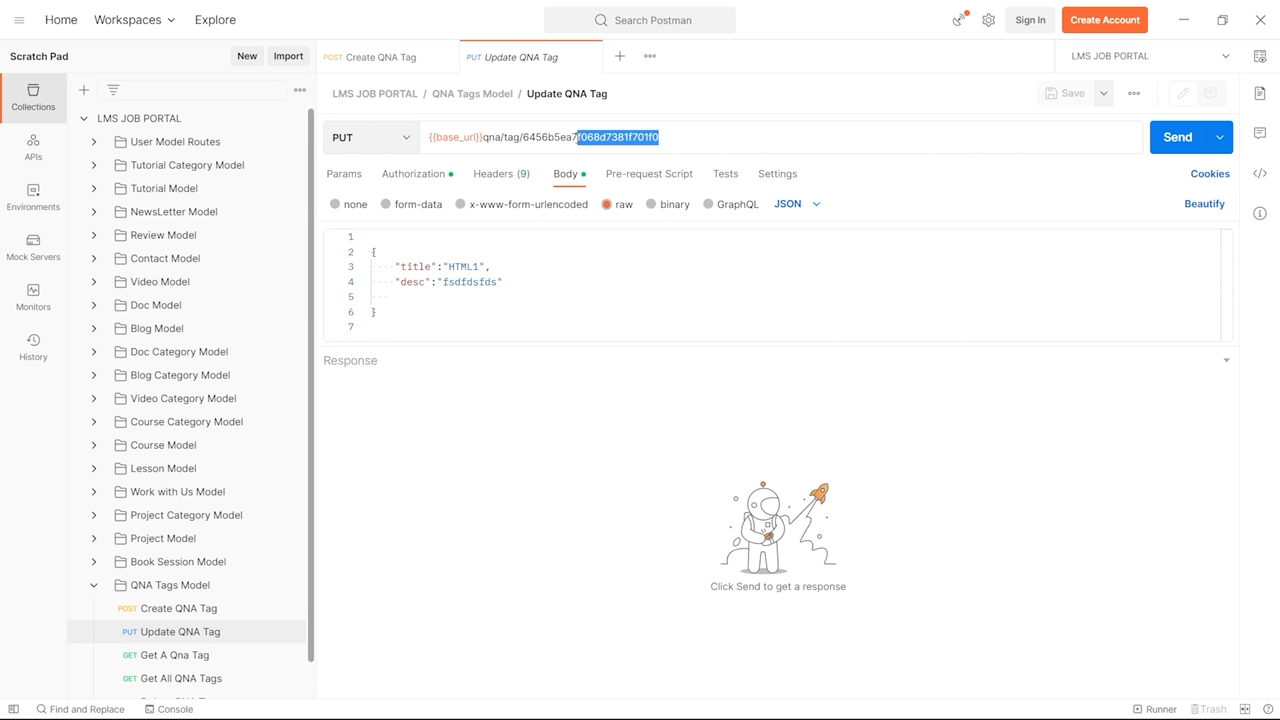 Home Workspaces Explore Search Postman Sign In Create Account
Scratch Pad New Import POST Create QNA Tag PUT Update QNA Tag LMS JOB PORTAL
Collections
APIs
Environments
Mock Servers
Monitors
History
LMS JOB PORTAL
User Model Routes
Tutorial Category Model
Tutorial Model
NewsLetter Model
Review Model
Contact Model
Video Model
Doc Model
Blog Model
Doc Category Model
Blog Category Model
Video Category Model
Course Category Model
Course Model
Lesson Model
Work with Us Model
Project Category Model
Project Model
Book Session Model
QNA Tags Model
POST Create QNA Tag
PUT Update QNA Tag
GET Get A Qna Tag
GET Get All QNA Tags
LMS JOB PORTAL / QNA Tags Model / Update QNA Tag Save
PUT {{base_url}}qna/tag/6456b5ea7f068d7381f701f0 Send
Params Authorization Headers (9) Body Pre-request Script Tests Settings Cookies
none form-data x-www-form-urlencoded raw binary GraphQL JSON Beautify
1
2 {
3 "title":"HTML1",
4 "desc":"fsdfdsfds"
5
6 }
7
Response
Click Send to get a response
Find and Replace Console Runner Trash